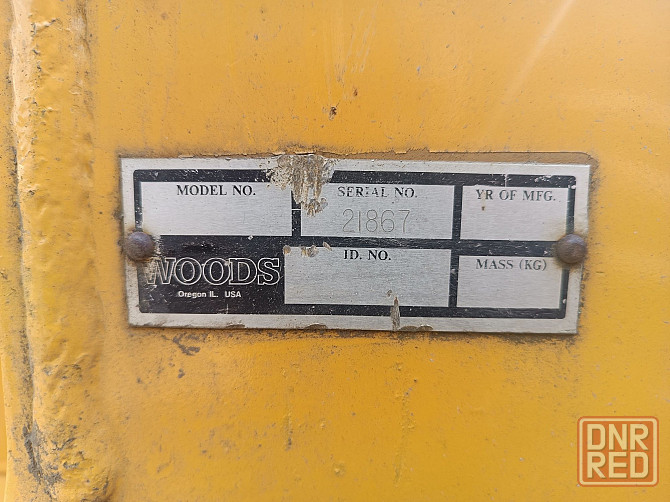 MODEL NO.
SERIAL NO.
YR OF MFG.
21867
WOODS
Oregon IL. USA
ID. NO.
MASS (KG)
DNR
RED